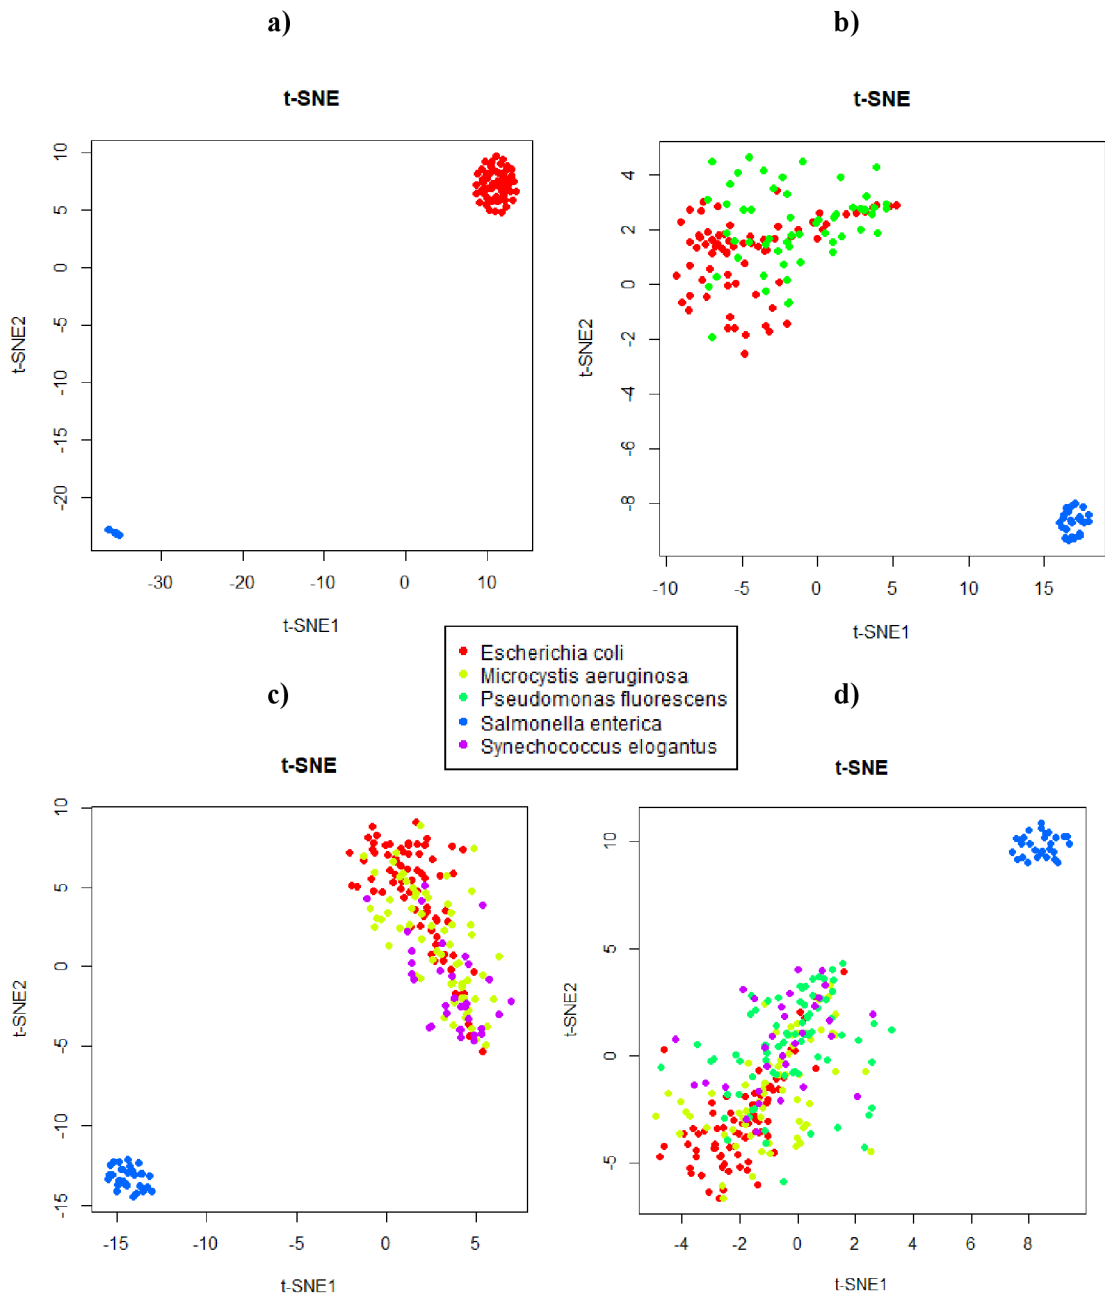 a)
t-SNE
10
5
0
-5
-10
-15
-20
t-SNE2
-30
-20
-10
0
10
t-SNE1
b)
t-SNE
4
2
0
-2
-4
-6
-8
t-SNE2
-10
-5
0
5
10
15
t-SNE1
Escherichia coli
Microcystis aeruginosa
Pseudomonas fluorescens
Salmonella enterica
Synechococcus elogantus
c)
t-SNE
10
5
0
-5
-10
-15
t-SNE2
-15
-10
-5
0
5
t-SNE1
d)
t-SNE
10
5
0
-5
t-SNE2
-4
-2
0
2
4
6
8
t-SNE1